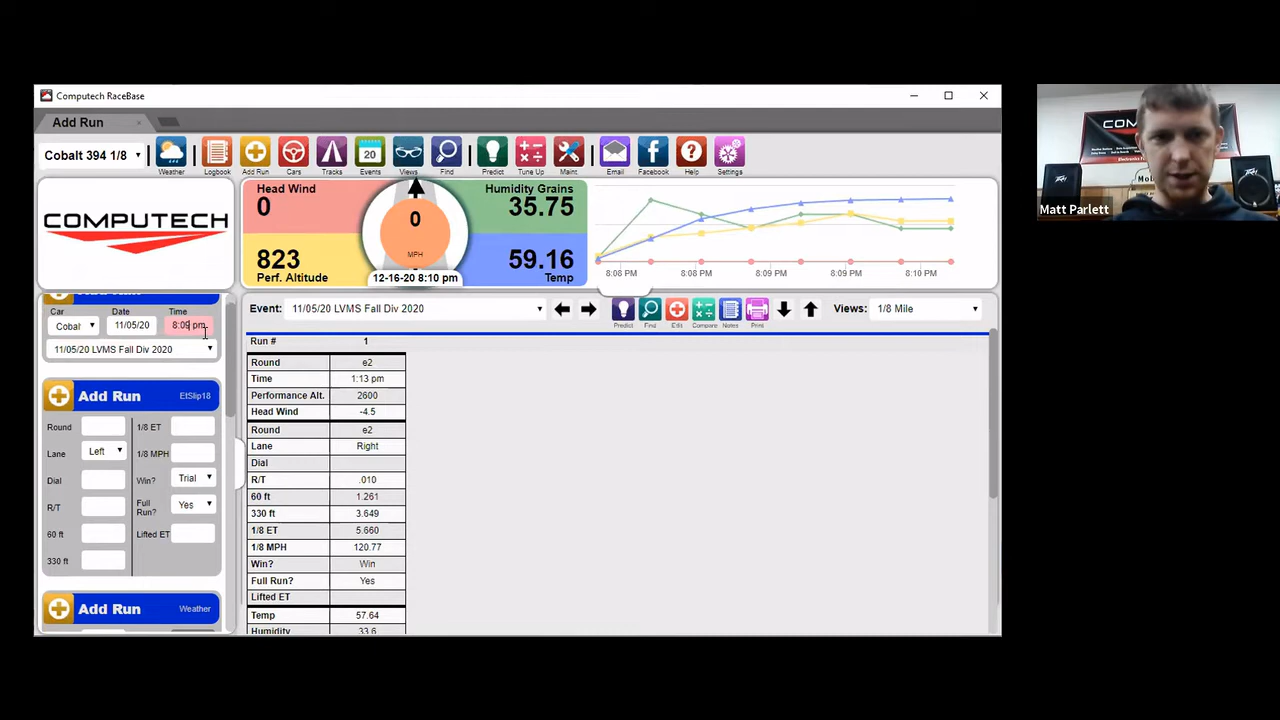 Computech RaceBase
Add Run
Cobalt 394 1/8
Weather
Logbook
Add Run
Cars
Tracks
Events
20
Views
Find
Predict
Tune Up
Maint
Email
Facebook
Help
Settings
COMPUTECH
Head Wind
0
823
Perf. Altitude
0
MPH
12-16-20 8:10 pm
Humidity Grains
35.75
59.16
Temp
8:08 PM
8:08 PM
8:09 PM
8:09 PM
8:10 PM
Car
Date
Time
Cobal
11/05/20
8:09 pm
11/05/20 LVMS Fall Div 2020
Add Run
EtSlip18
Round
Lane
Left
Dial
R/T
60 ft
330 ft
1/8 ET
1/8 MPH
Win?
Trial
Full Run?
Yes
Lifted ET
Add Run
Weather
Event:
11/05/20 LVMS Fall Div 2020
Predict
Find
Edit
Compare
Notes
Print
Views:
1/8 Mile
Run # 1
Round e2
Time 1:13 pm
Performance Alt. 2600
Head Wind -4.5
Round e2
Lane Right
Dial
R/T .010
60 ft 1.261
330 ft 3.649
1/8 ET 5.660
1/8 MPH 120.77
Win? Win
Full Run? Yes
Lifted ET
Temp 57.64
Humidity 33.6
PEAVEY
Matt Parlett